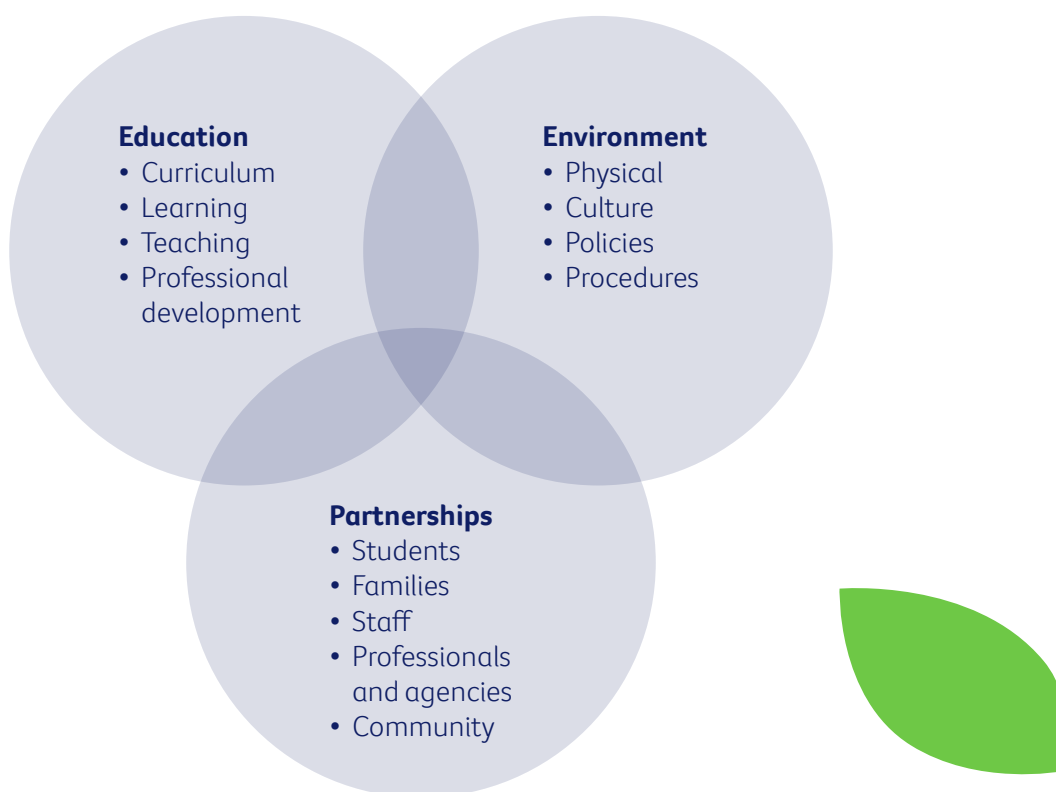 Education
• Curriculum
• Learning
• Teaching
• Professional
development
Environment
• Physical
• Culture
• Policies
• Procedures
Partnerships
• Students
• Families
• Staff
• Professionals
and agencies
• Community